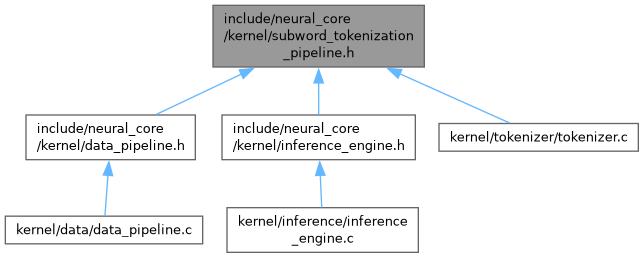 include/neural_core
/kernel/subword_tokenization
_pipeline.h
include/neural_core
/kernel/data_pipeline.h
include/neural_core
/kernel/inference_engine.h
kernel/tokenizer/tokenizer.c
kernel/data/data_pipeline.c
kernel/inference/inference
_engine.c